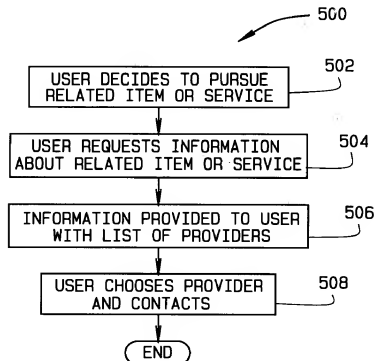 500
USER DECIDES TO PURSUE
RELATED ITEM OR SERVICE
502
USER REQUESTS INFORMATION
ABOUT RELATED ITEM OR SERVICE
504
INFORMATION PROVIDED TO USER
WITH LIST OF PROVIDERS
506
USER CHOOSES PROVIDER
AND CONTACTS
508
END